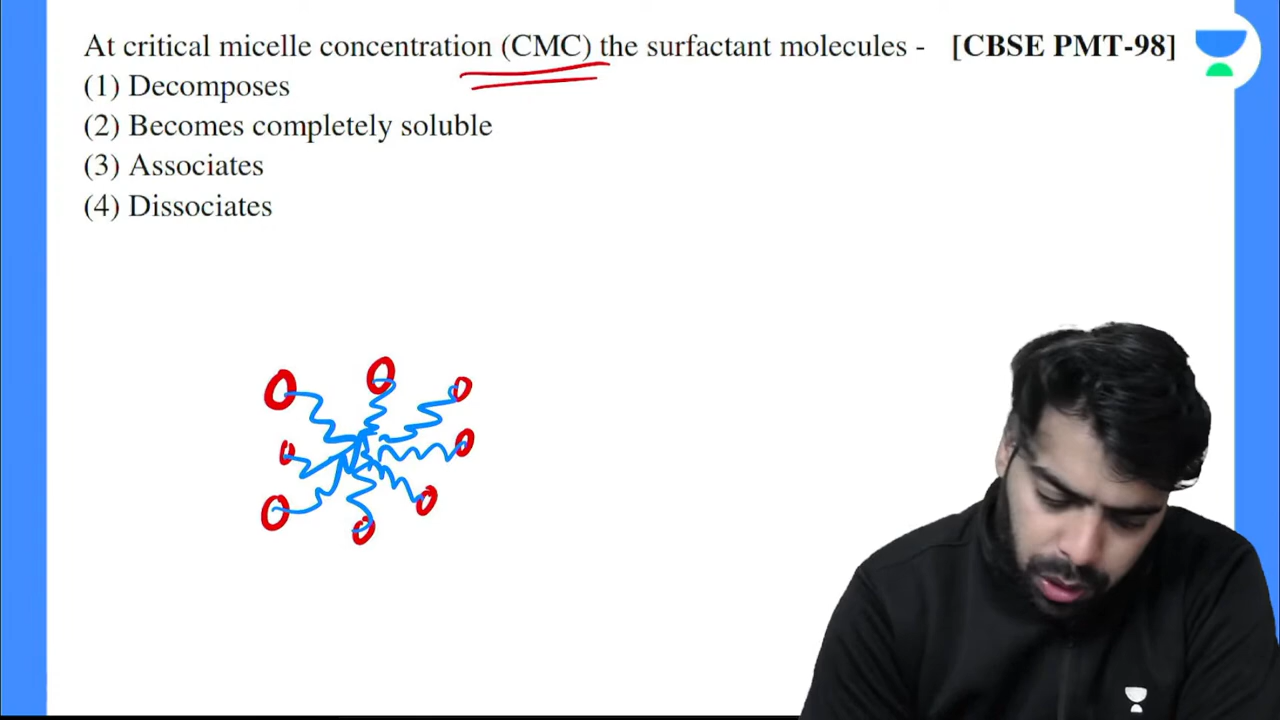 At critical micelle concentration (CMC) the surfactant molecules - [CBSE PMT-98]
(1) Decomposes
(2) Becomes completely soluble
(3) Associates
(4) Dissociates